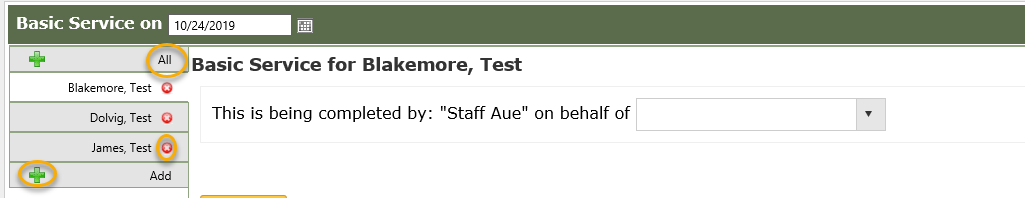 Basic Service on 10/24/2019
All
Basic Service for Blakemore, Test
Blakemore, Test
This is being completed by: "Staff Aue" on behalf of
Dolvig, Test
James, Test
Add